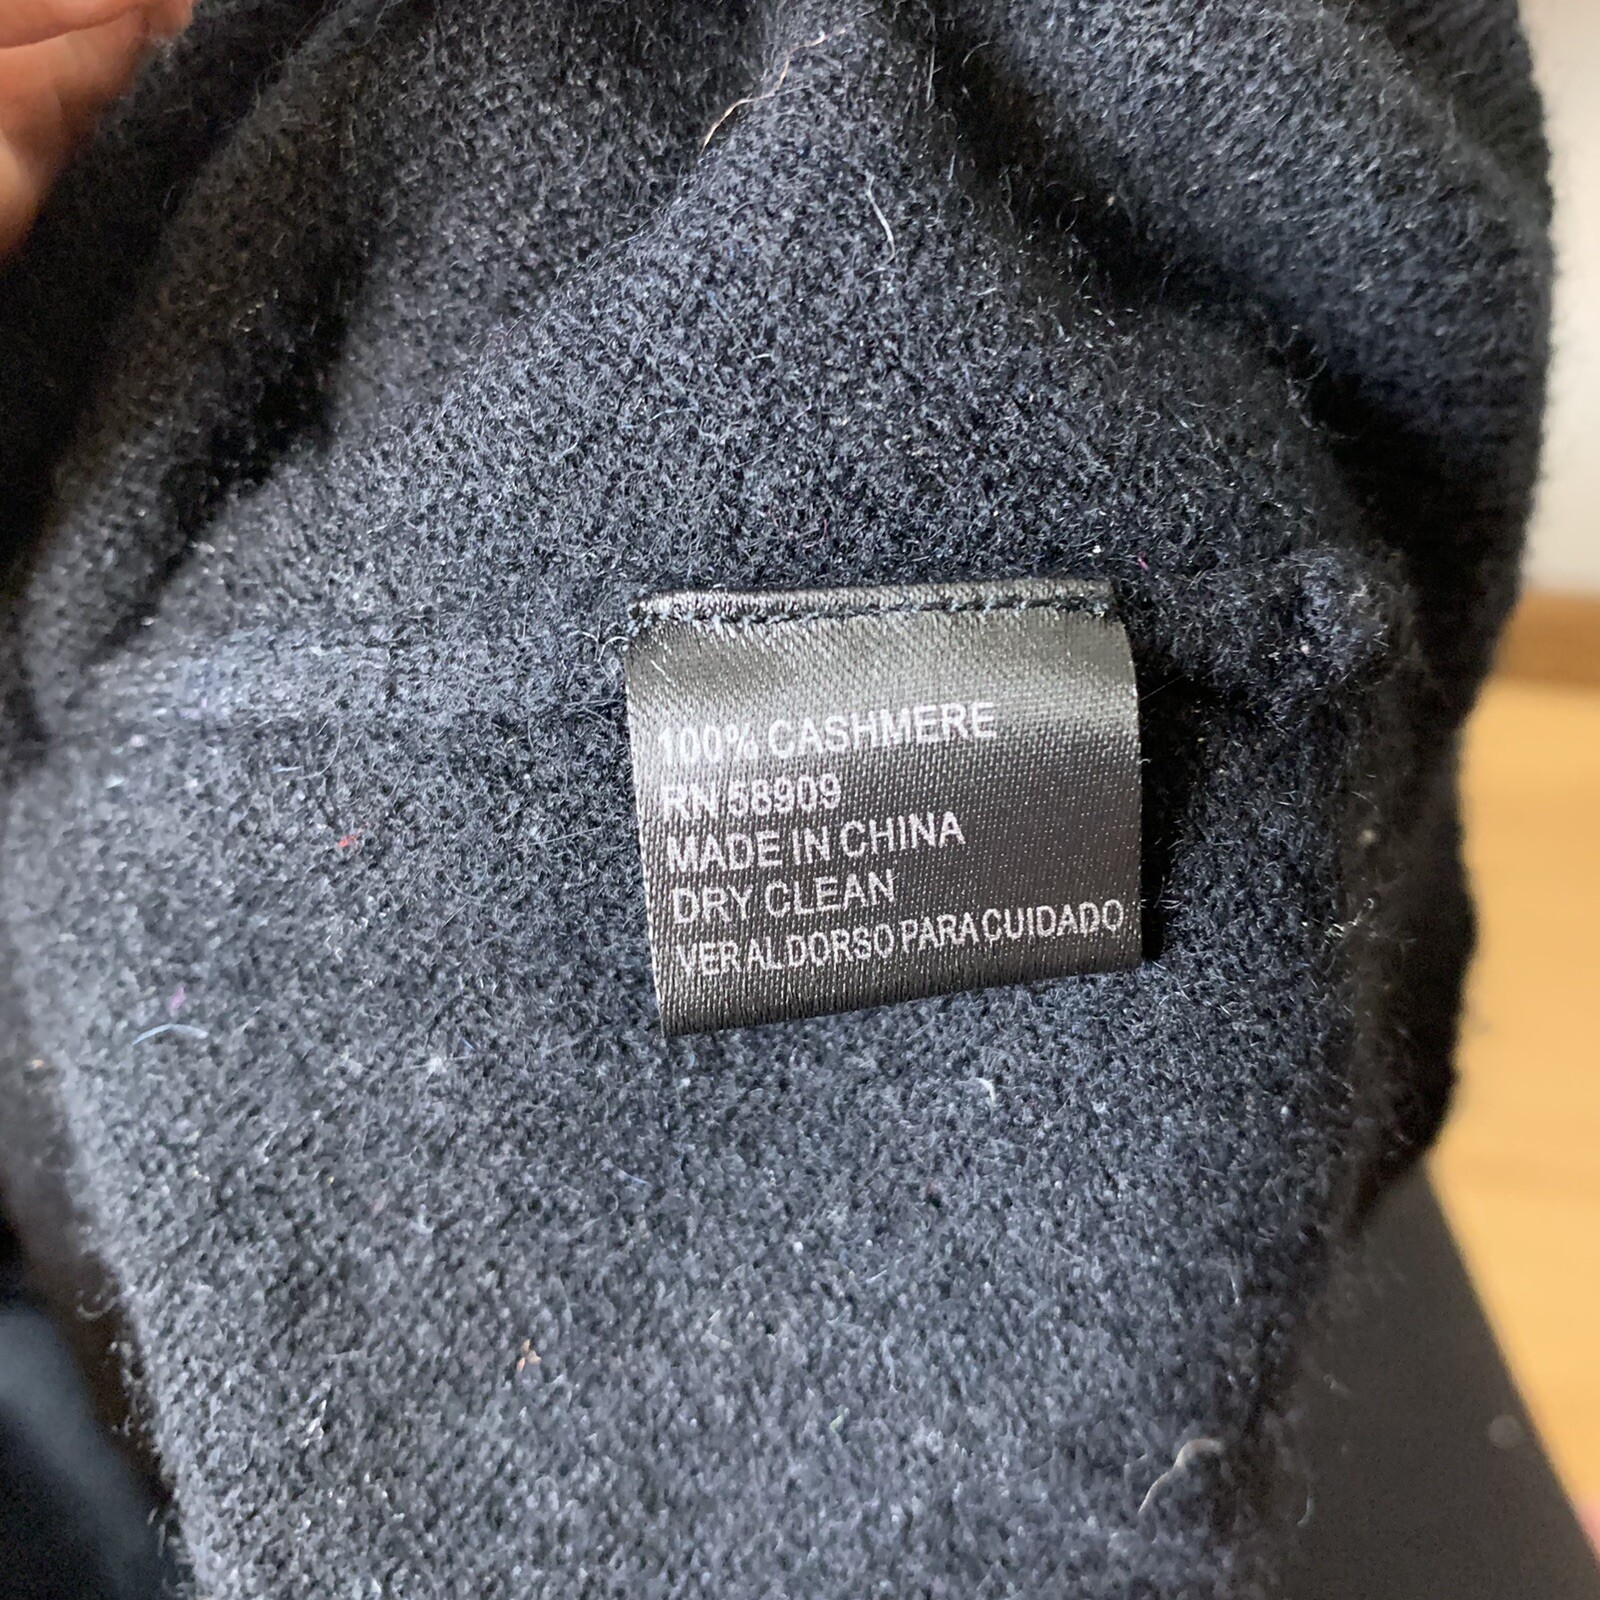 100% CASHMERE
RN 58909
MADE IN CHINA
DRY CLEAN
VER AL DORSO PARA CUIDADO